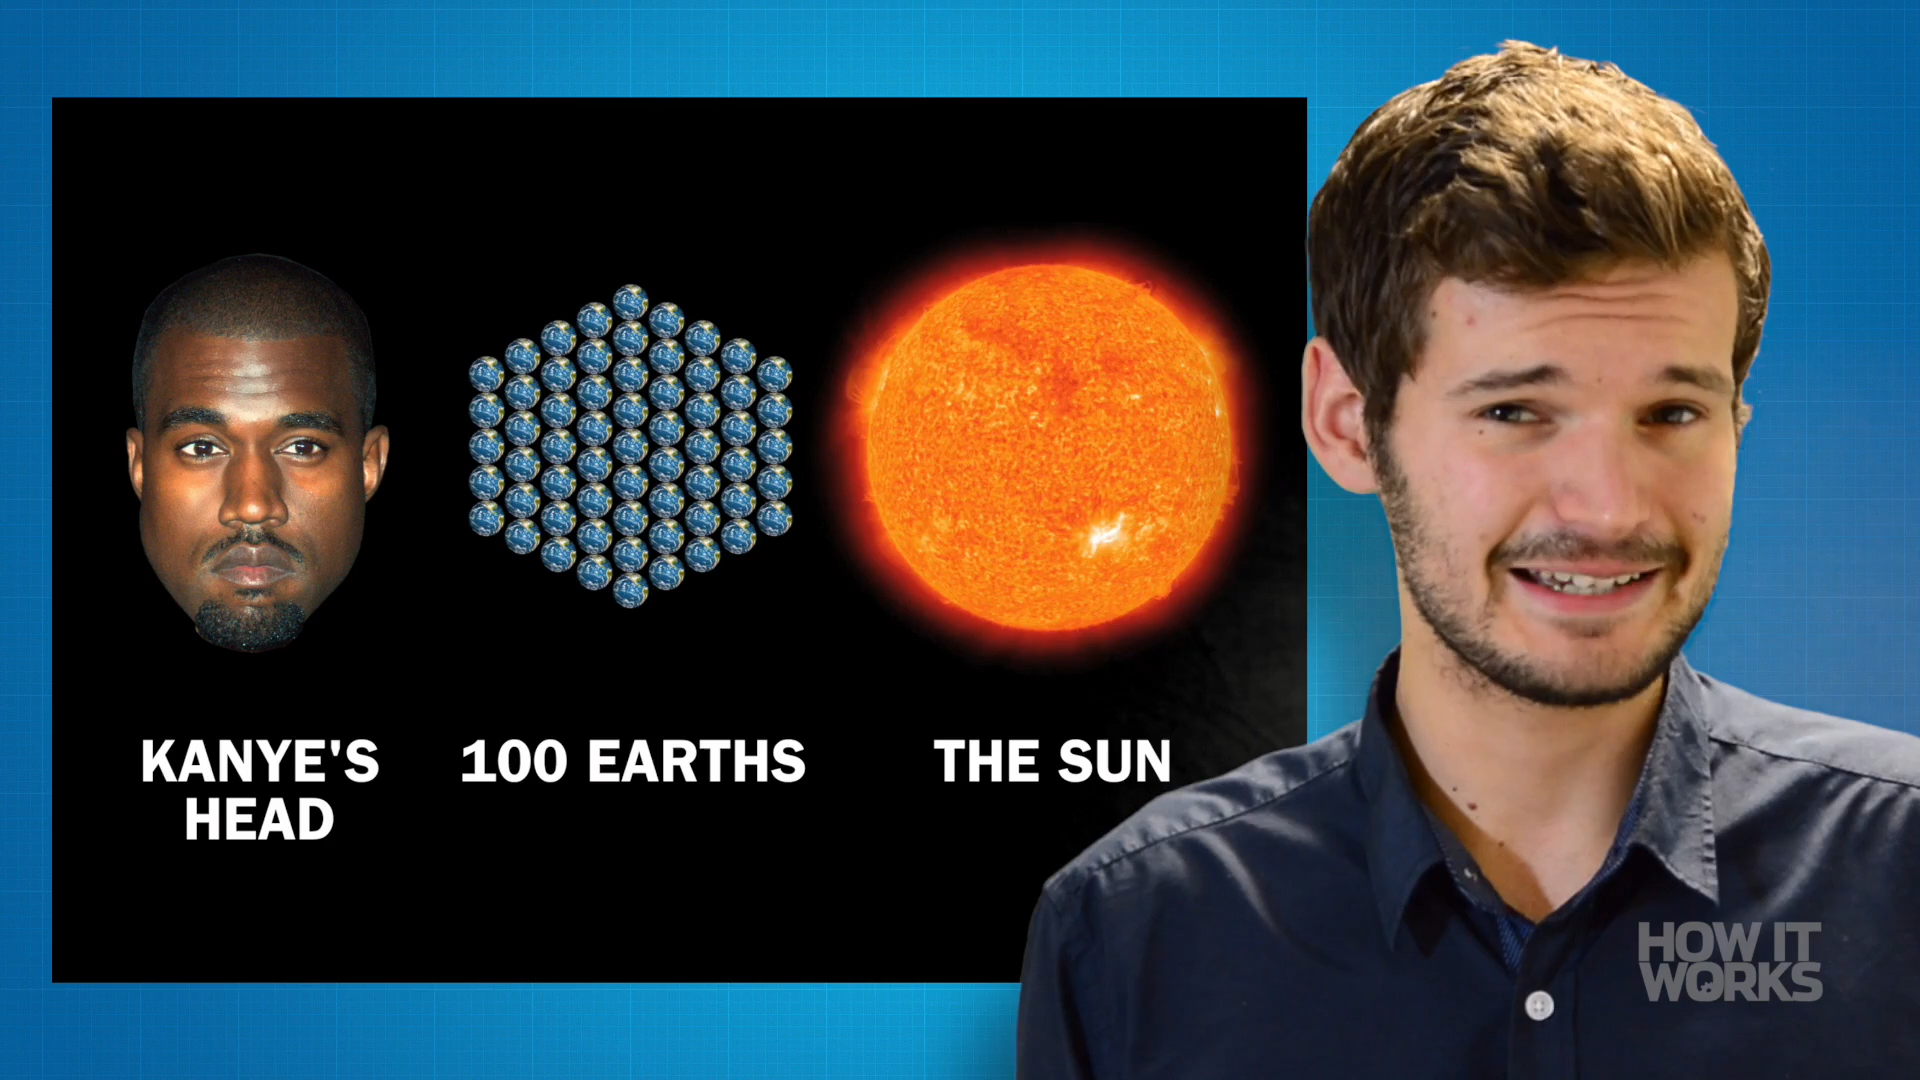 KANYE'S
HEAD
100 EARTHS
THE SUN
HOW IT
WORKS